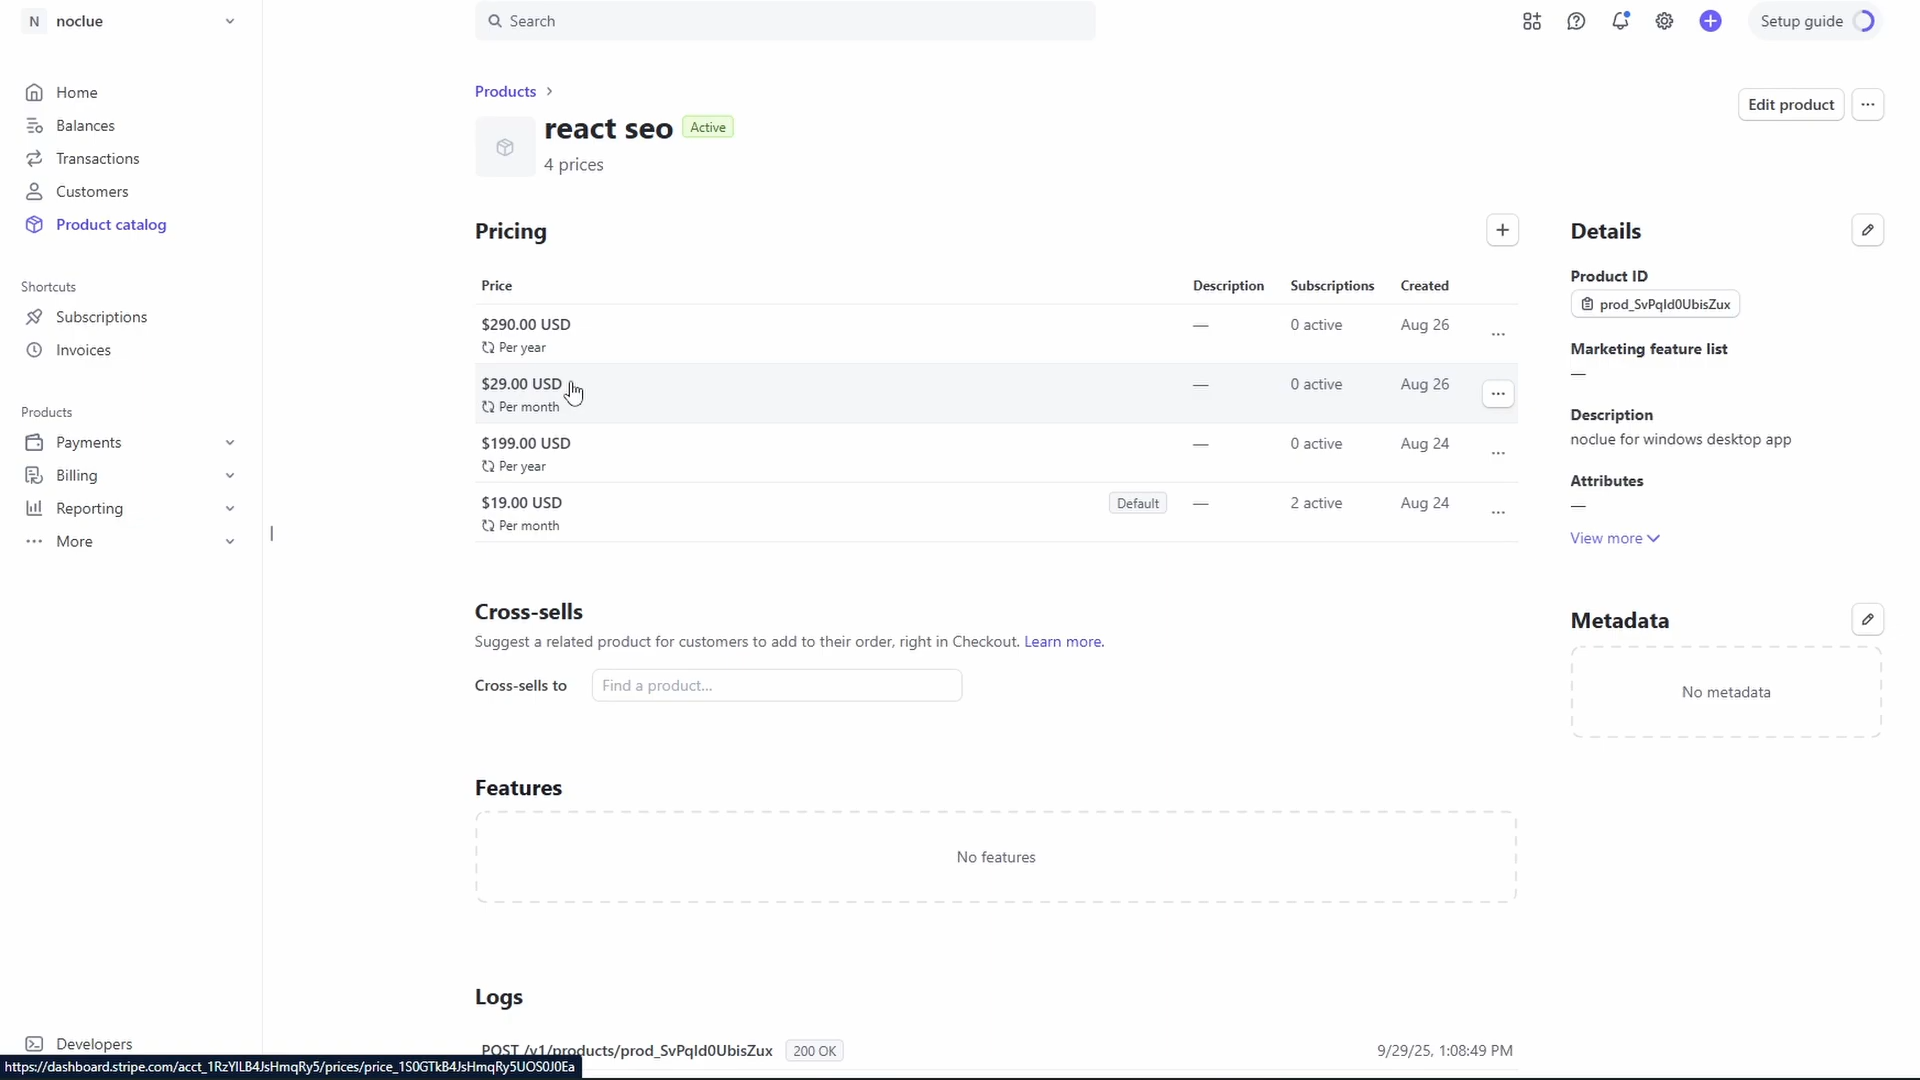 N noclue
Search
Setup guide
Home
Balances
Transactions
Customers
Product catalog
Shortcuts
Subscriptions
Invoices
Products
Payments
Billing
Reporting
More
Developers
Products
react seo Active
4 prices
Edit product
Pricing
Price Description Subscriptions Created
$290.00 USD — 0 active Aug 26
Per year
$29.00 USD — 0 active Aug 26
Per month
$199.00 USD — 0 active Aug 24
Per year
$19.00 USD Default — 2 active Aug 24
Per month
Cross-sells
Suggest a related product for customers to add to their order, right in Checkout. Learn more.
Cross-sells to Find a product...
Features
No features
Logs
POST /v1/products/prod_SvPqId0UbisZux 200 OK 9/29/25, 1:08:49 PM
Details
Product ID
prod_SvPqId0UbisZux
Marketing feature list
—
Description
noclue for windows desktop app
Attributes
—
View more
Metadata
No metadata
https://dashboard.stripe.com/acct_1RzYlLB4JsHmqRy5/prices/price_1S0GTkB4JsHmqRy5UOS0J0Ea